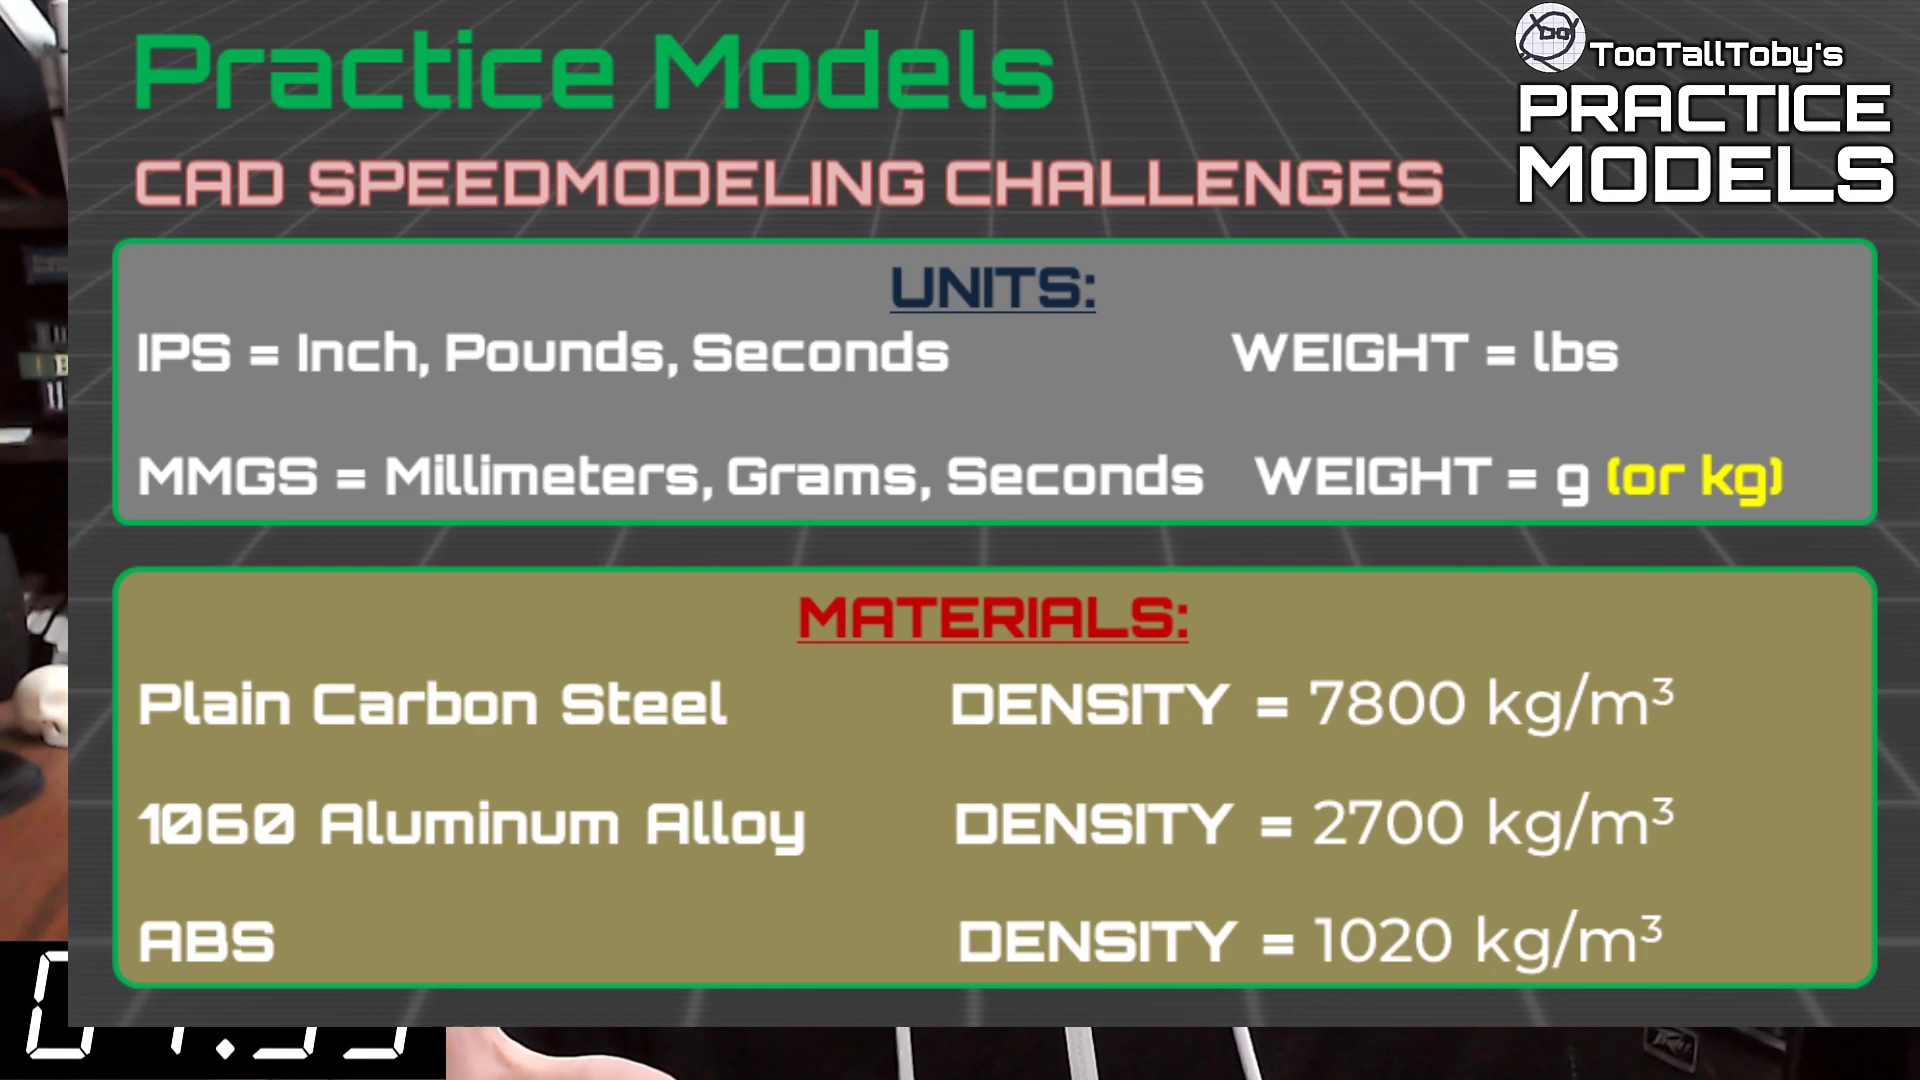 Practice Models
TooTallToby's
PRACTICE
MODELS
CAD SPEEDMODELING CHALLENGES
UNITS:
IPS = Inch, Pounds, Seconds WEIGHT = lbs
MMGS = Millimeters, Grams, Seconds WEIGHT = g (or kg)
MATERIALS:
Plain Carbon Steel DENSITY = 7800 kg/m³
1060 Aluminum Alloy DENSITY = 2700 kg/m³
ABS DENSITY = 1020 kg/m³